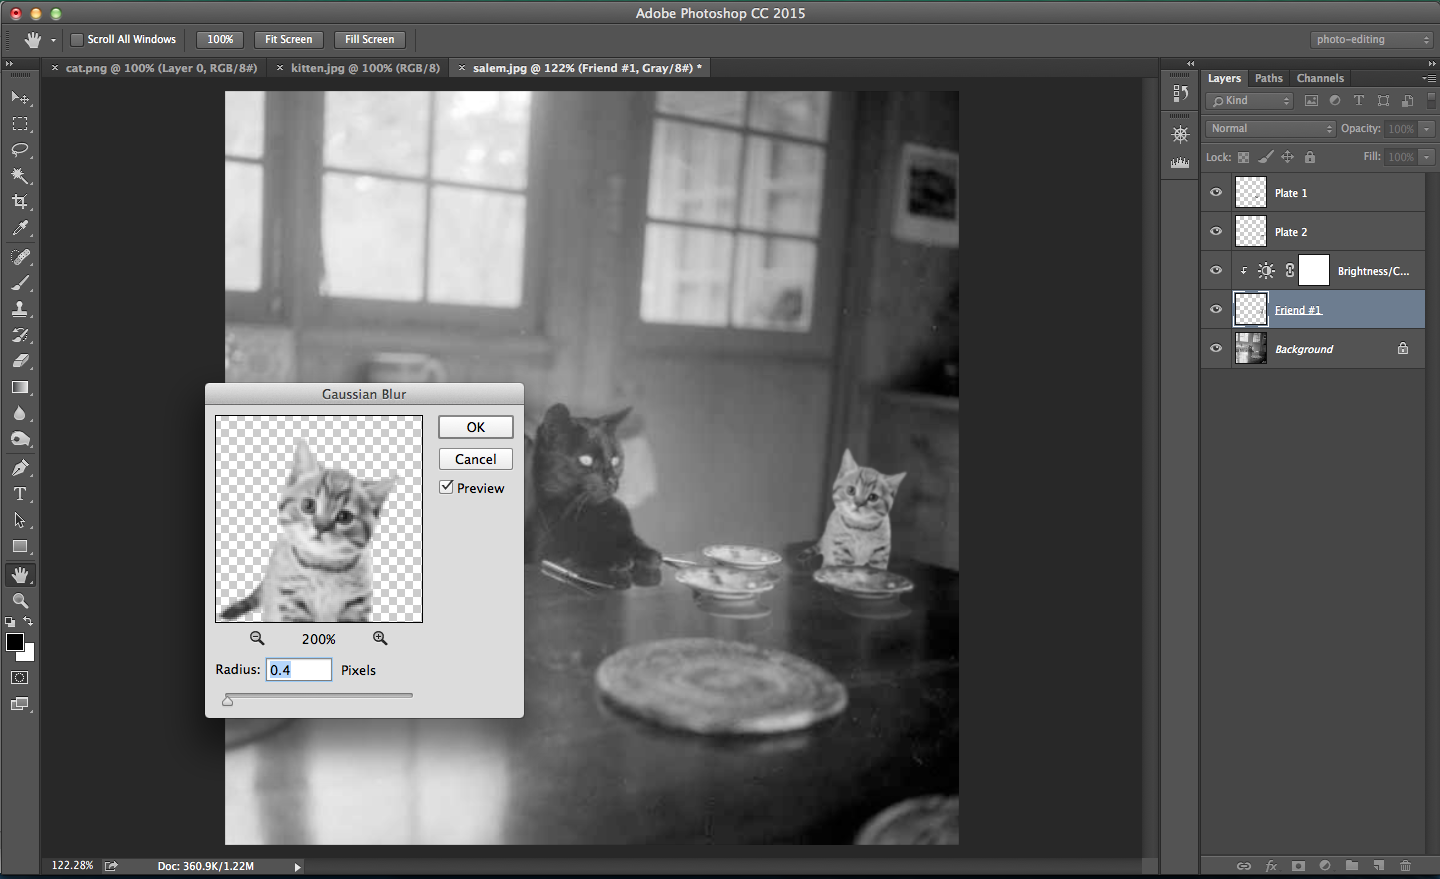 Adobe Photoshop CC 2015
Scroll All Windows 100% Fit Screen Fill Screen photo-editing
× cat.png @ 100% (Layer 0, RGB/8#) × kitten.jpg @ 100% (RGB/8) × salem.jpg @ 122% (Friend #1, Gray/8#) *
Layers Paths Channels
Kind
Normal Opacity: 100%
Lock: Fill: 100%
Plate 1
Plate 2
Brightness/C...
Friend #1
Background
Gaussian Blur
OK
Cancel
Preview
200%
Radius: 0.4 Pixels
122.28% Doc: 360.9K/1.22M